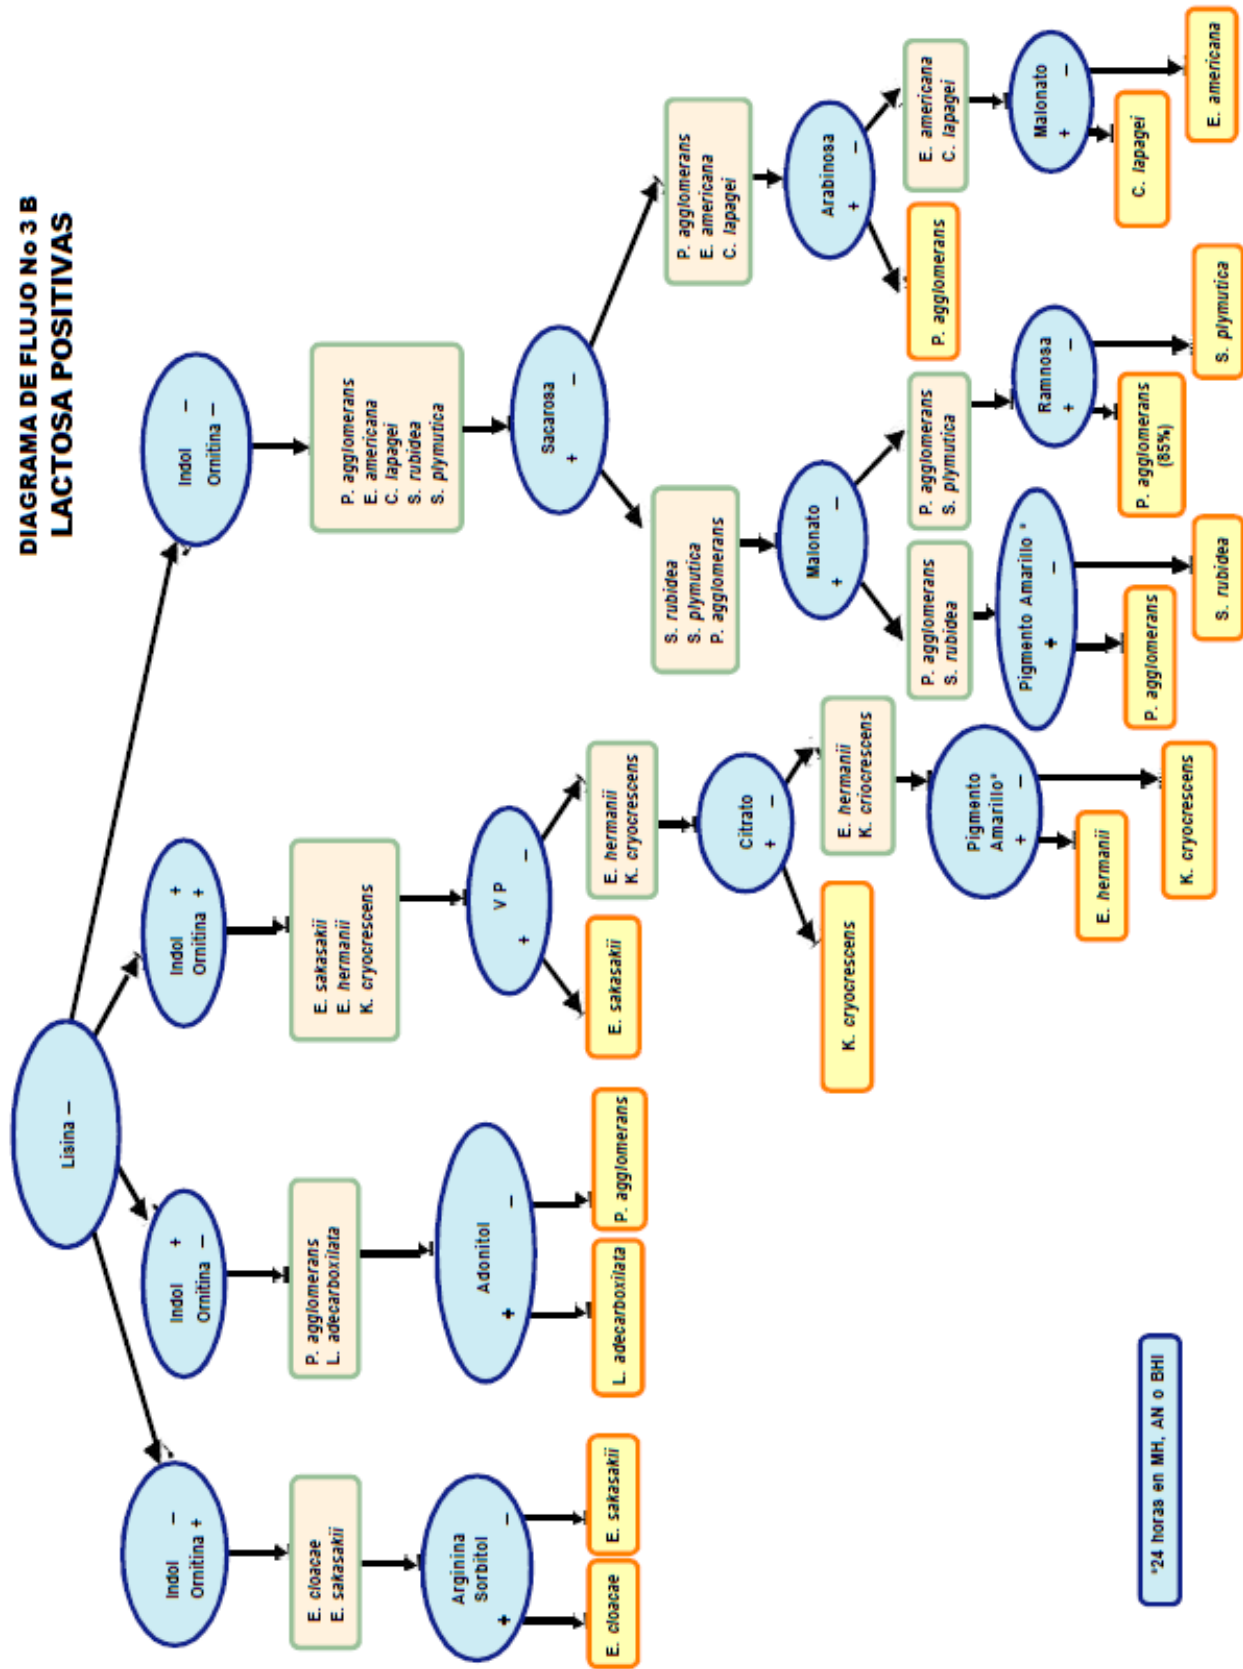 DIAGRAMA DE FLUJO No 3 B
LACTOSA POSITIVAS
Lisina –
Indol –
Ornitina +
Indol +
Ornitina –
Indol +
Ornitina +
Indol –
Ornitina –
E. cloacae
E. sakasakii
P. agglomerans
L. adecarboxilata
E. sakasakii
E. hermanii
K. cryocrescens
P. agglomerans
E. americana
C. lapagei
S. rubidea
S. plymutica
Arginina
Sorbitol
+ –
Adonitol
+ –
V P
+ –
Sacarosa
+ –
E. cloacae
E. sakasakii
L. adecarboxilata
P. agglomerans
E. sakasakii
E. hermanii
K. cryocrescens
S. rubidea
S. plymutica
P. agglomerans
P. agglomerans
E. americana
C. lapagei
Citrato
+ –
Malonato
+ –
Arabinosa
+ –
K. cryocrescens
E. hermanii
K. criocrescens
P. agglomerans
S. rubidea
P. agglomerans
S. plymutica
P. agglomerans
E. americana
C. lapagei
Pigmento
Amarillo*
+ –
Pigmento Amarillo *
+ –
Ramnosa
+ –
Malonato
+ –
E. hermanii
K. cryocrescens
P. agglomerans
S. rubidea
P. agglomerans
(85%)
S. plymutica
C. lapagei
E. americana
*24 horas en MH, AN o BHI